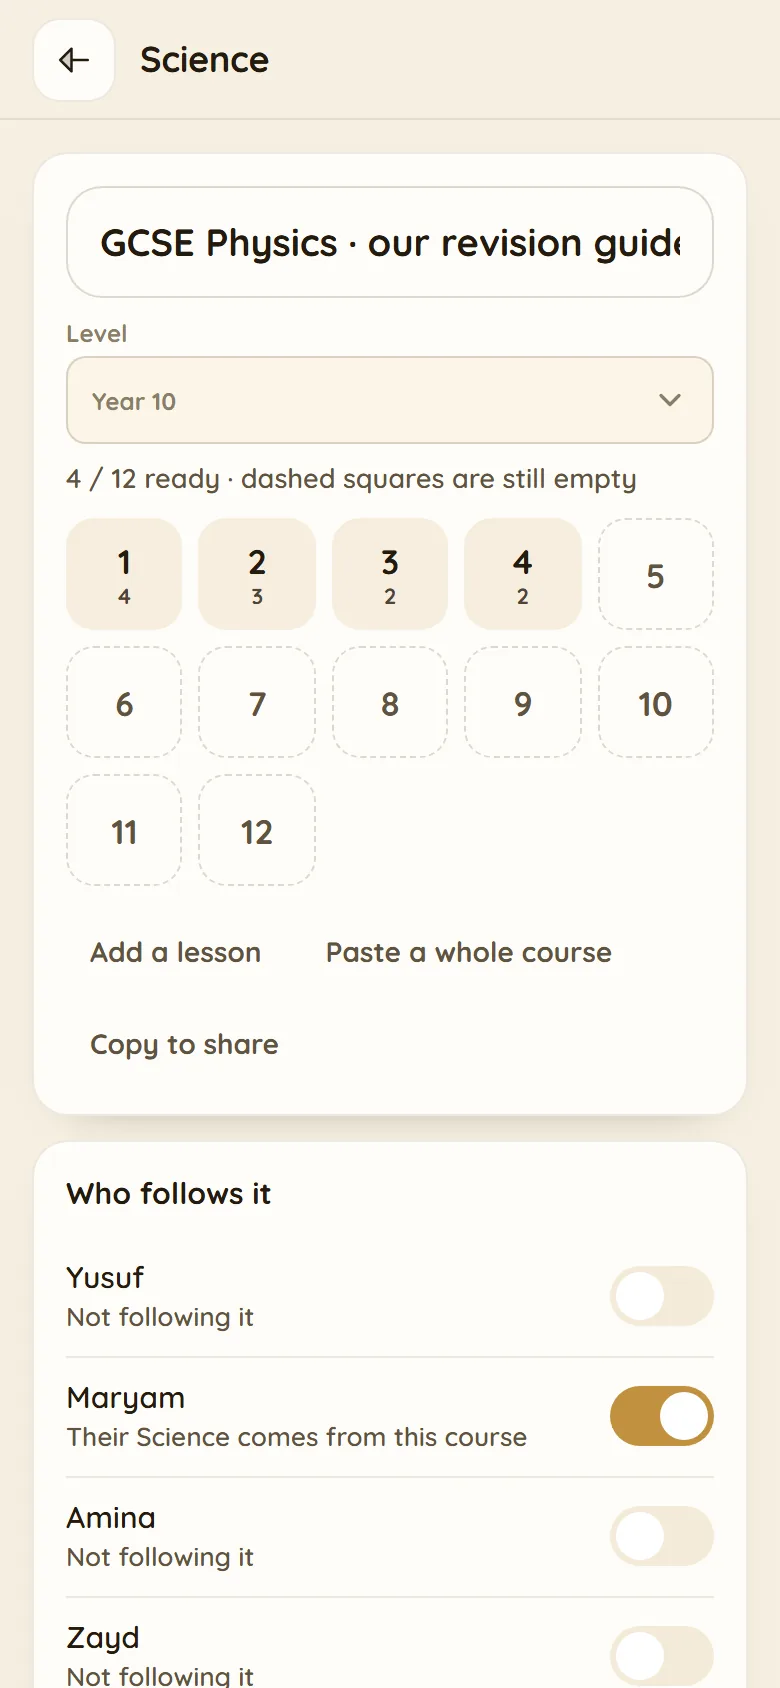 Science
GCSE Physics · our revision guide
Level
Year 10
4 / 12 ready · dashed squares are still empty
1 2 3 4 5
4 3 2 2
6 7 8 9 10
11 12
Add a lesson Paste a whole course
Copy to share
Who follows it
Yusuf
Not following it
Maryam
Their Science comes from this course
Amina
Not following it
Zayd
Not following it